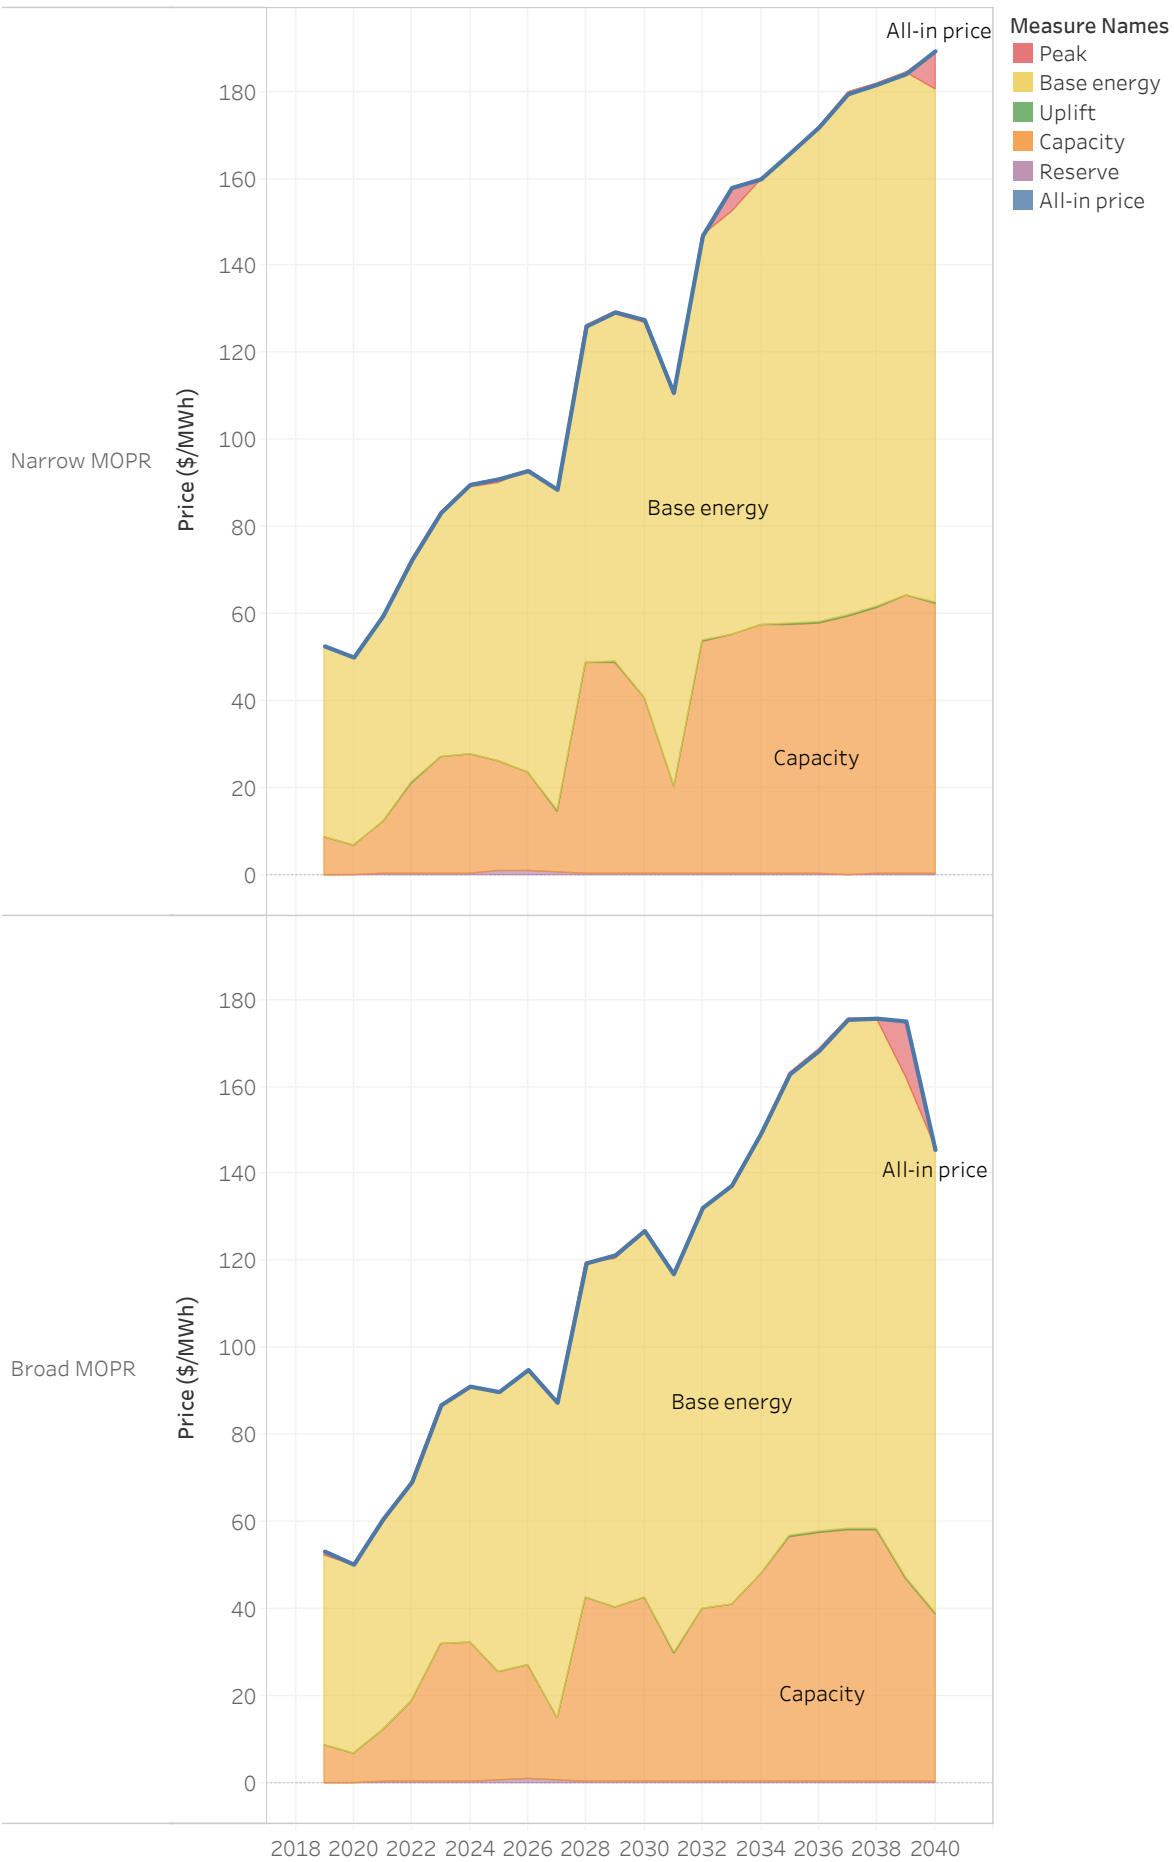 All-in price
Measure Names
Peak
Base energy
Uplift
Capacity
Reserve
All-in price
180
160
140
120
100
80
60
40
20
0
Price ($/MWh)
Narrow MOPR
Base energy
Capacity
180
160
140
120
100
80
60
40
20
0
Price ($/MWh)
Broad MOPR
All-in price
Base energy
Capacity
2018 2020 2022 2024 2026 2028 2030 2032 2034 2036 2038 2040